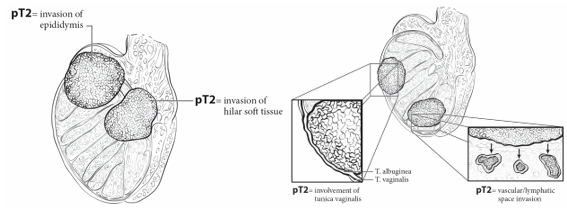 pT2= invasion of
epididymis
pT2= invasion of
hilar soft tissue
T. albuginea
T. vaginalis
pT2= involvement of
tunica vaginalis
pT2= vascular/lymphatic
space invasion